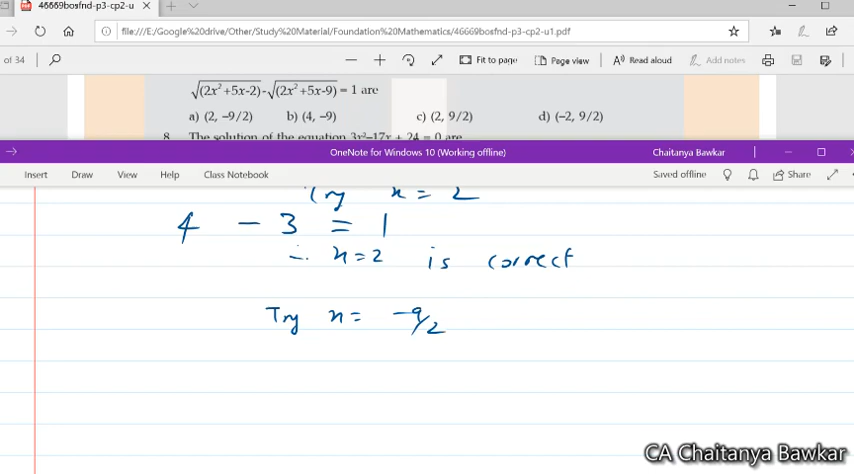 46669bosfnd-p3-cp2-u
file:///E:/Google%20drive/Other/Study%20Material/Foundation%20Mathematics/46669bosfnd-p3-cp2-u1.pdf
of 34
Fit to page
Page view
Read aloud
Add notes
√(2x²+5x-2)-√(2x²+5x-9) = 1 are
a) (2, -9/2) b) (4, -9) c) (2, 9/2) d) (-2, 9/2)
8. The solution of the equation 3x²-17x + 24 = 0 are
OneNote for Windows 10 (Working offline)
Chaitanya Bawkar
Insert Draw View Help Class Notebook
Saved offline
Share
Try x = 2
4 - 3 = 1
∴ x = 2 is correct
Try x = -9/2
CA Chaitanya Bawkar